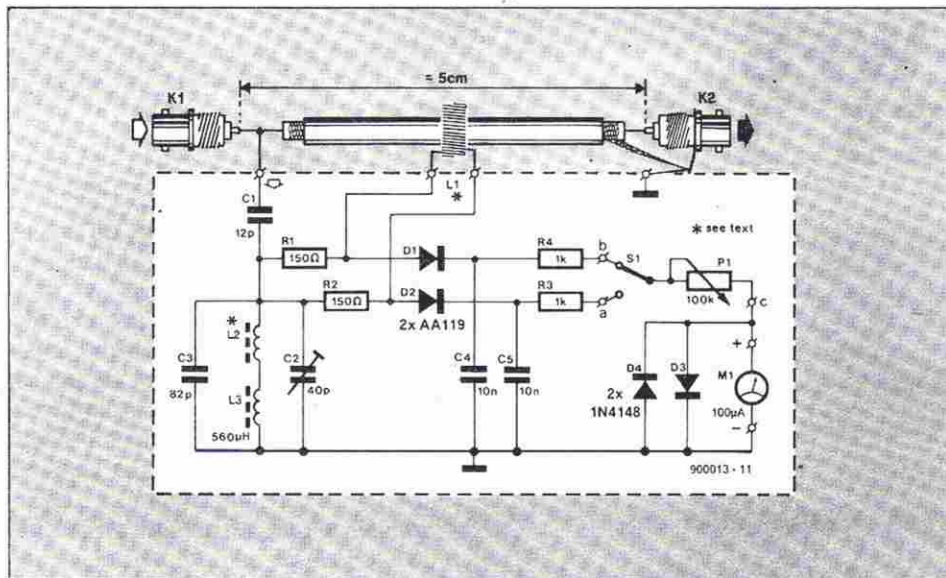 ≈ 5cm
K1
K2
L1
*
C1
12p
* see text
R1
150Ω
D1
R4
1k
b
S1
P1
100k
R2
150Ω
D2
R3
1k
a
c
2x AA119
*
L2
C3
82p
C2
40p
C4
10n
C5
10n
D4
D3
+
M1
L3
2x
1N4148
100µA
–
560µH
900013 - 11